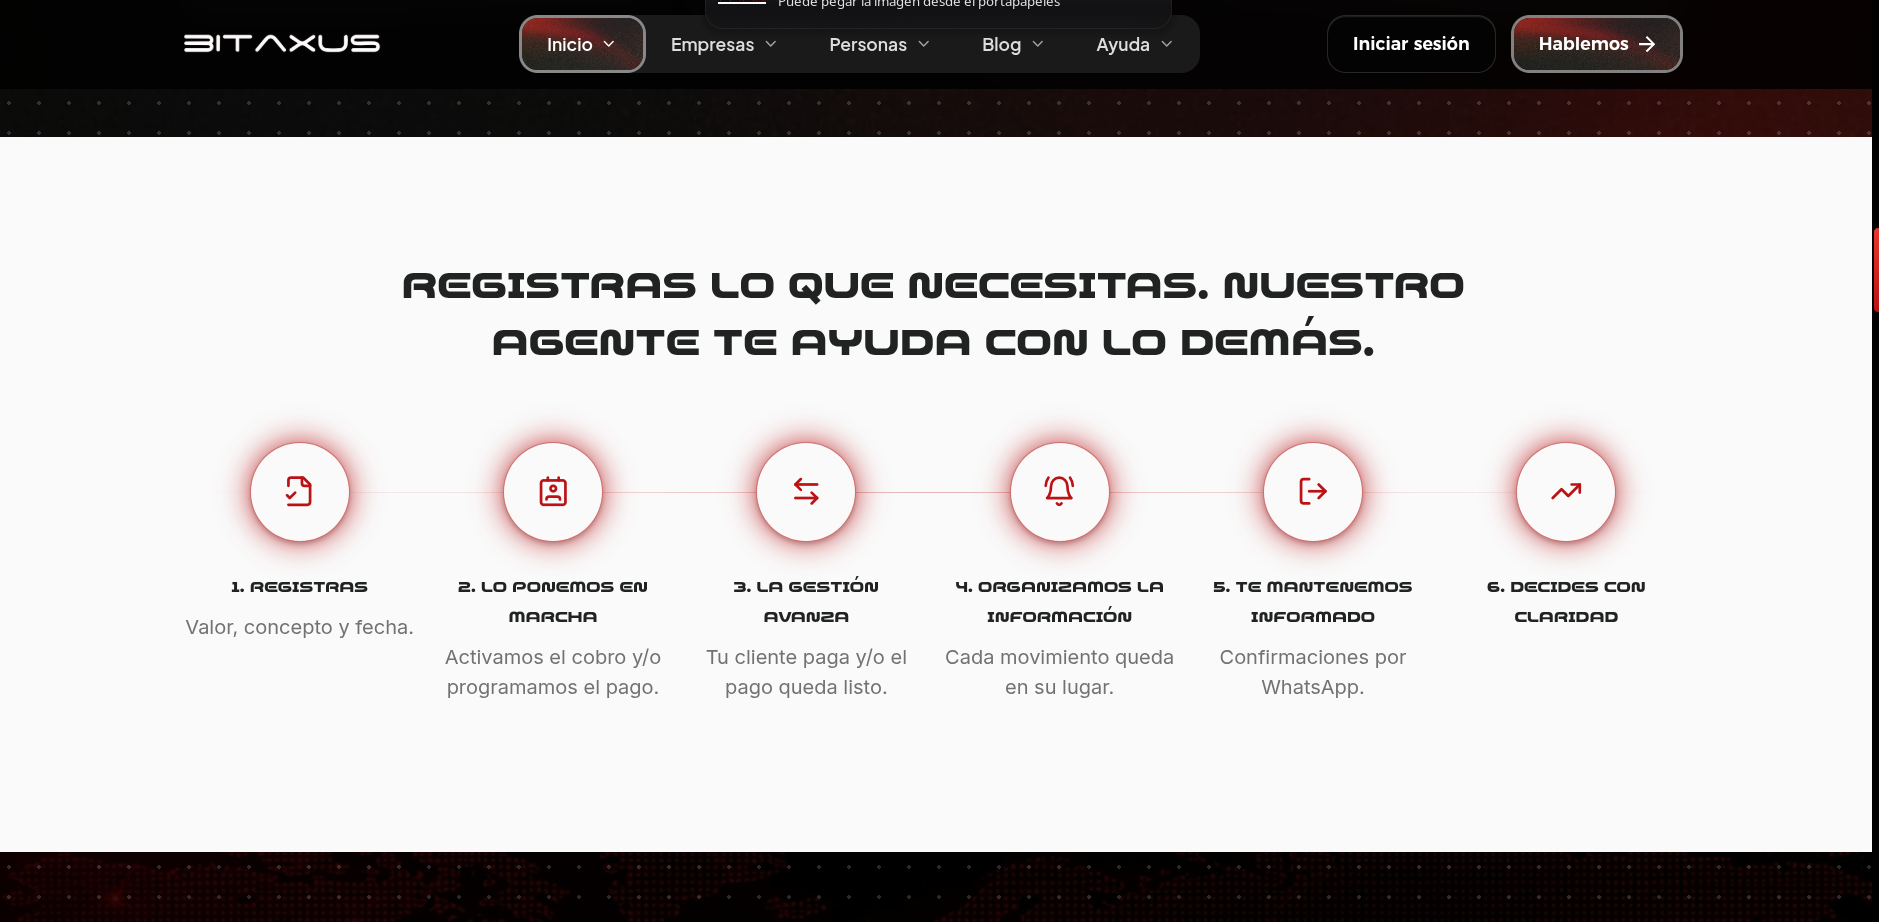 Puede pegar la imagen desde el portapapeles
BITAXUS
Inicio
Empresas
Personas
Blog
Ayuda
Iniciar sesión
Hablemos
REGISTRAS LO QUE NECESITAS. NUESTRO
AGENTE TE AYUDA CON LO DEMÁS.
1. REGISTRAS
Valor, concepto y fecha.
2. LO PONEMOS EN
MARCHA
Activamos el cobro y/o
programamos el pago.
3. LA GESTIÓN
AVANZA
Tu cliente paga y/o el
pago queda listo.
4. ORGANIZAMOS LA
INFORMACIÓN
Cada movimiento queda
en su lugar.
5. TE MANTENEMOS
INFORMADO
Confirmaciones por
WhatsApp.
6. DECIDES CON
CLARIDAD